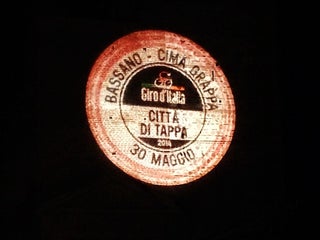 BASSANO - CIMA GRAPPA
Giro d'Italia
CITTÀ
DI TAPPA
2014
30 MAGGIO